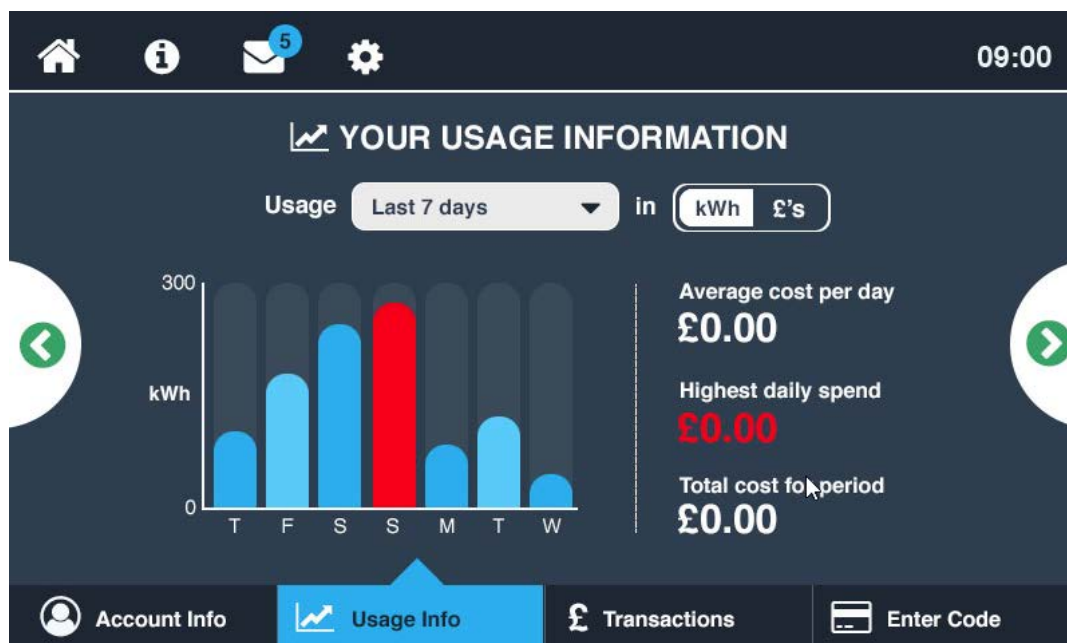 5
09:00
YOUR USAGE INFORMATION
Usage Last 7 days in kWh £'s
300
kWh
0
T F S S M T W
Average cost per day
£0.00
Highest daily spend
£0.00
Total cost for period
£0.00
Account Info
Usage Info
£ Transactions
Enter Code